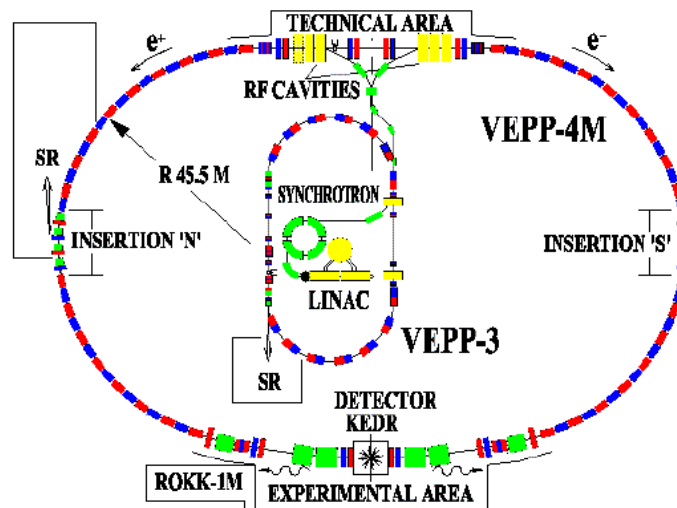 TECHNICAL AREA
e⁺
e⁻
RF CAVITIES
VEPP-4M
SR
R 45.5 M
SYNCHROTRON
INSERTION 'N'
INSERTION 'S'
LINAC
VEPP-3
SR
DETECTOR
KEDR
ROKK-1M
EXPERIMENTAL AREA